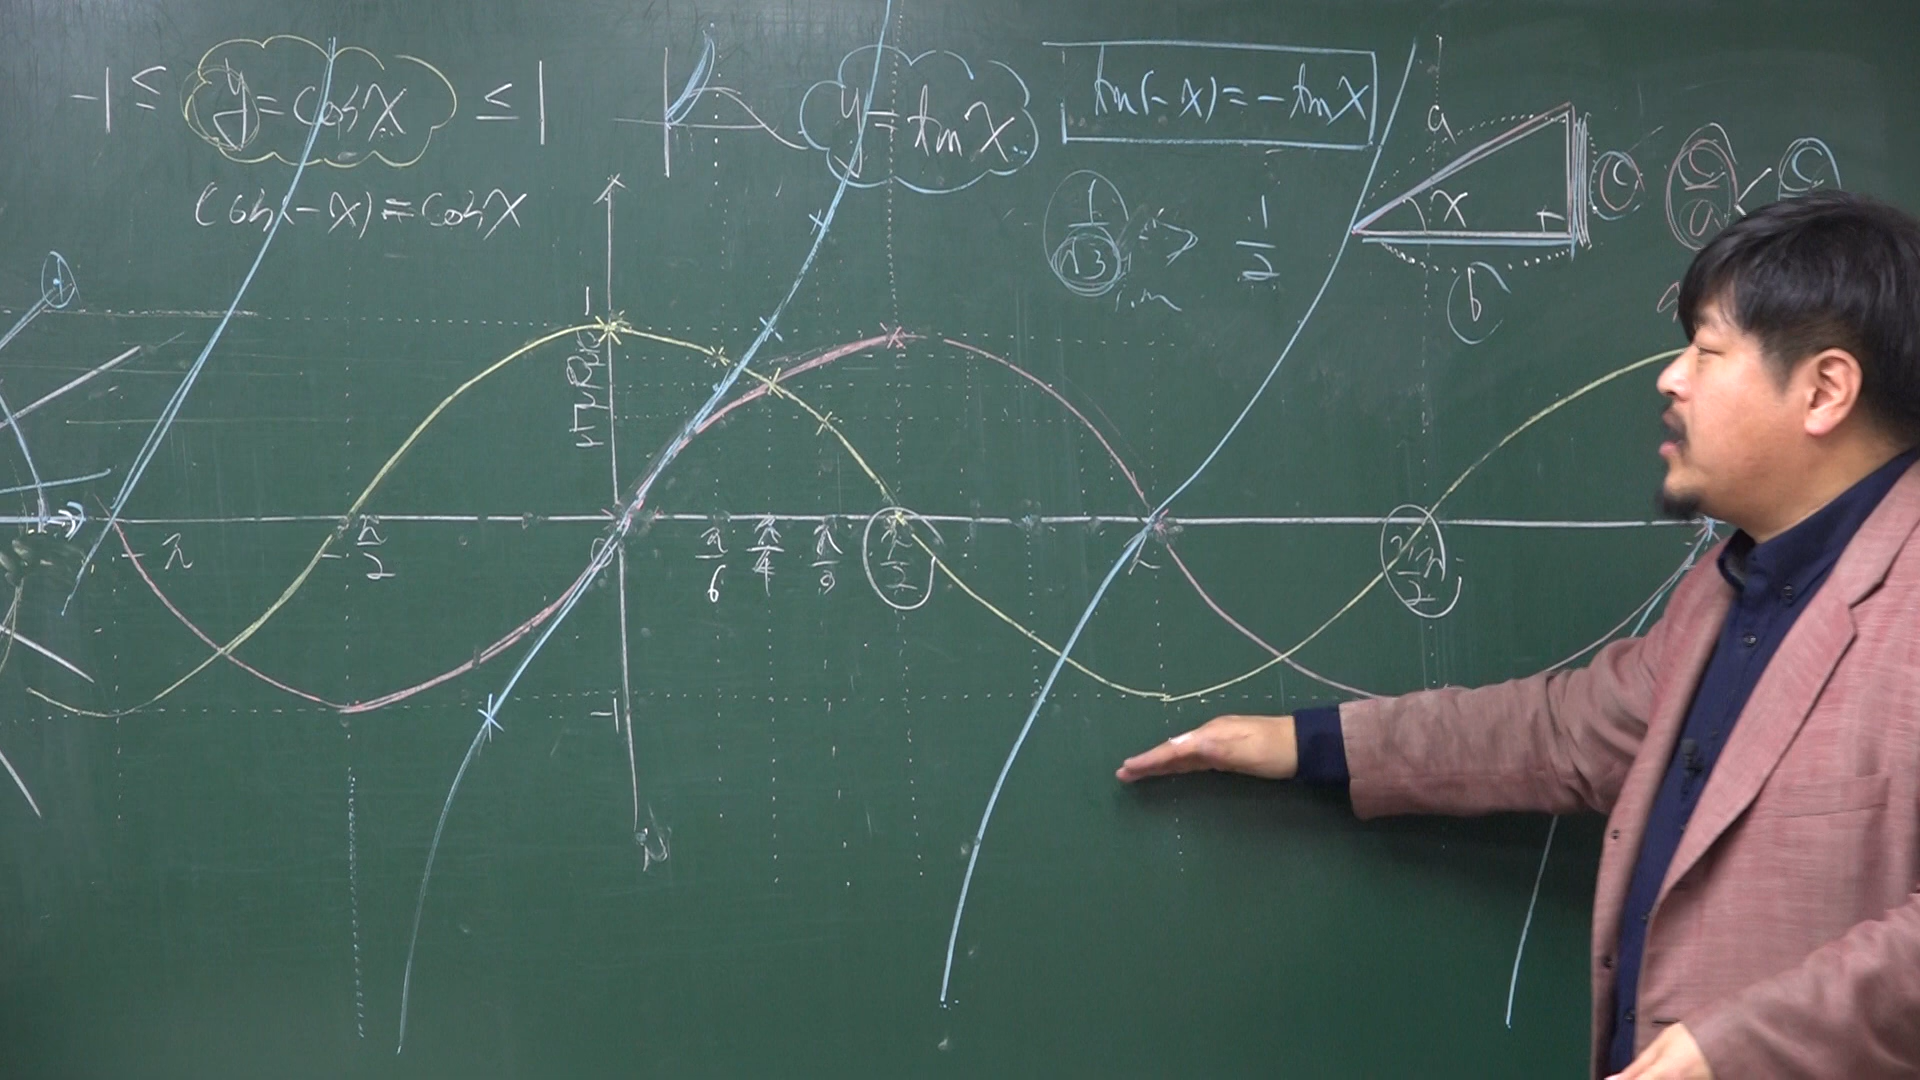 -1 ≤ y = cos x ≤ 1
cos(-x) = cos x
y = tan x
tan(-x) = -tan x
1/√3 > 1/2
a
x
c
b
c/a <
1
-π
-π/2
0
π/6 π/4 π/3 π/2
π
3π/2
-1